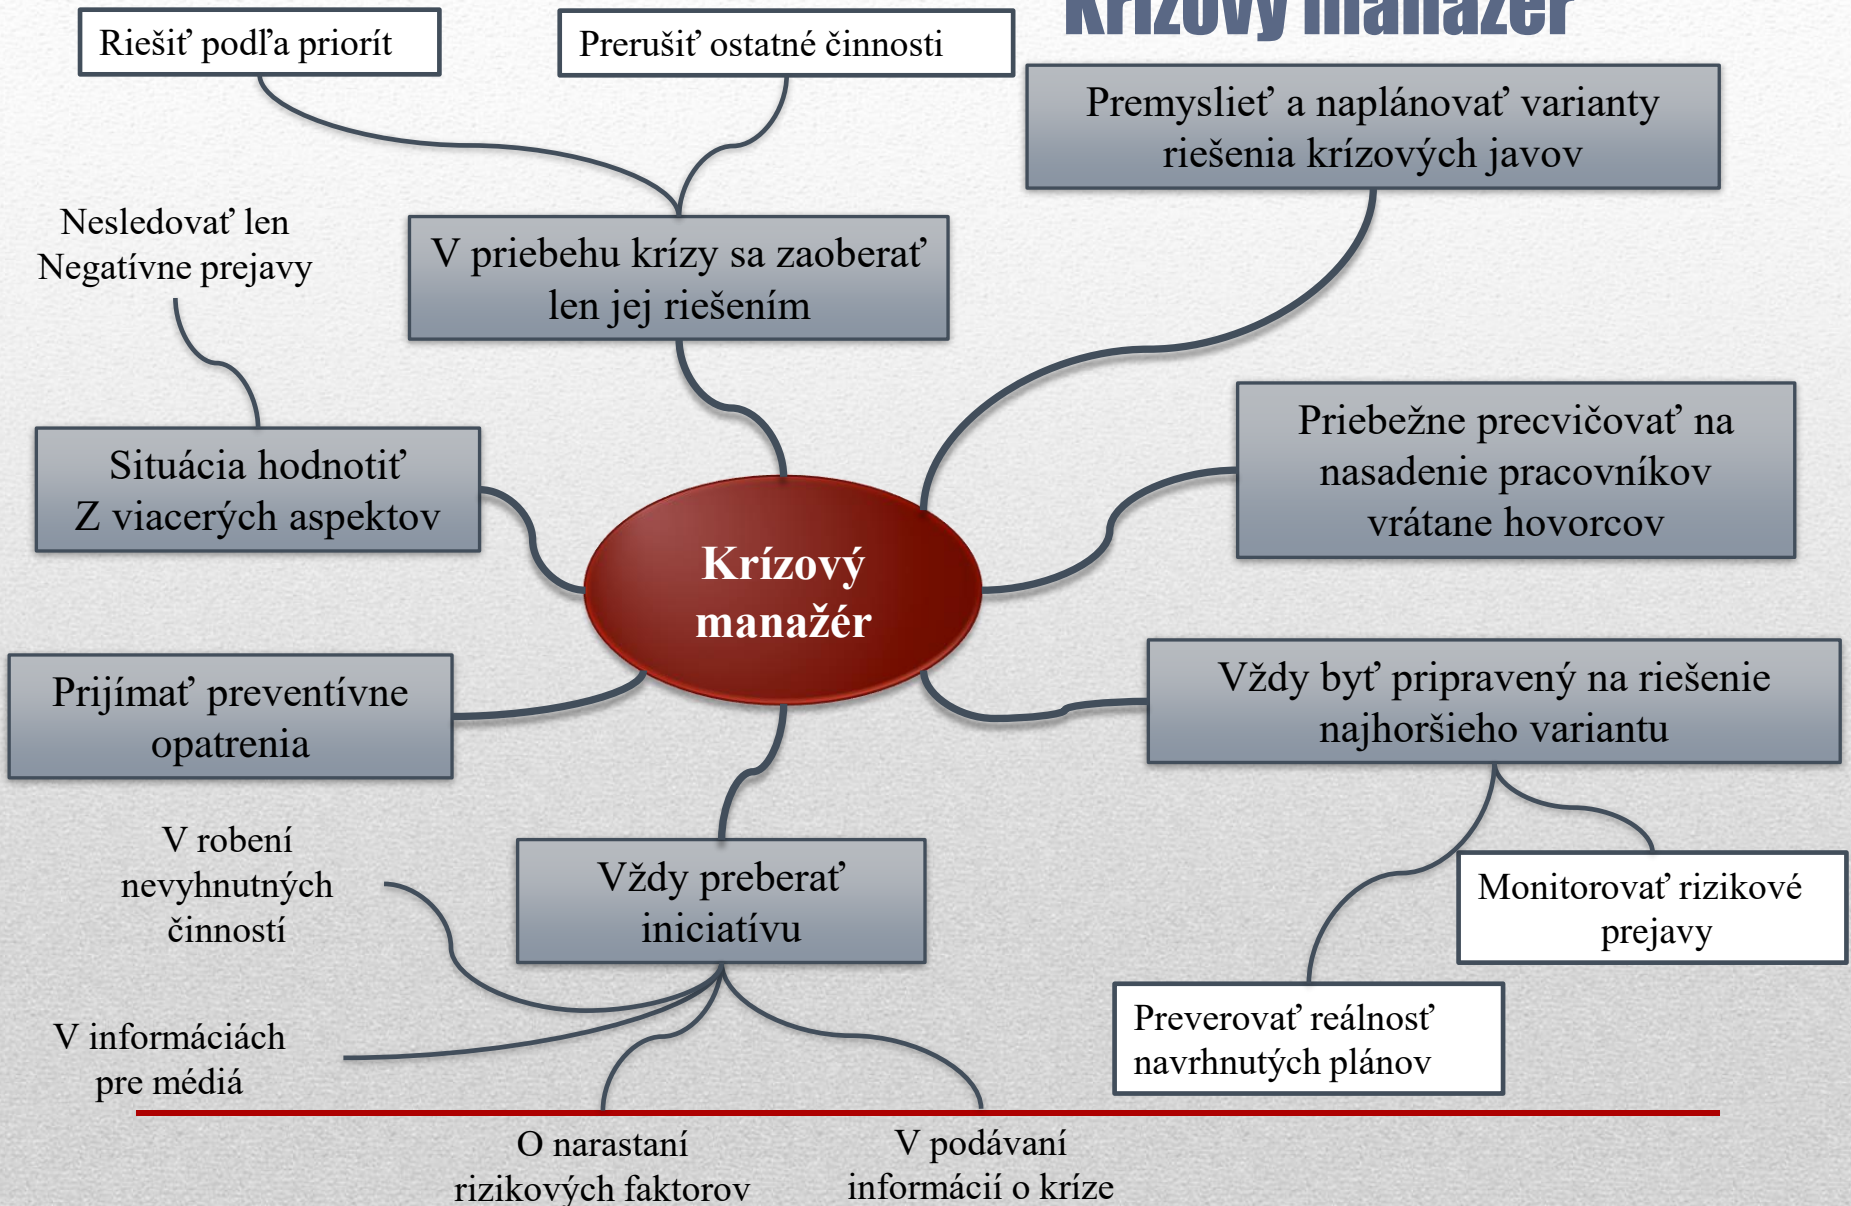 Krízový manažér
Riešiť podľa priorít
Prerušiť ostatné činnosti
Premyslieť a naplánovať varianty
riešenia krízových javov
Nesledovať len
Negatívne prejavy
V priebehu krízy sa zaoberať
len jej riešením
Situácia hodnotiť
Z viacerých aspektov
Priebežne precvičovať na
nasadenie pracovníkov
vrátane hovorcov
Krízový
manažér
Prijímať preventívne
opatrenia
Vždy byť pripravený na riešenie
najhoršieho variantu
V robení
nevyhnutných
činností
Vždy preberať
iniciatívu
Monitorovať rizikové
prejavy
Preverovať reálnosť
navrhnutých plánov
V informáciách
pre médiá
O narastaní
rizikových faktorov
V podávaní
informácií o kríze